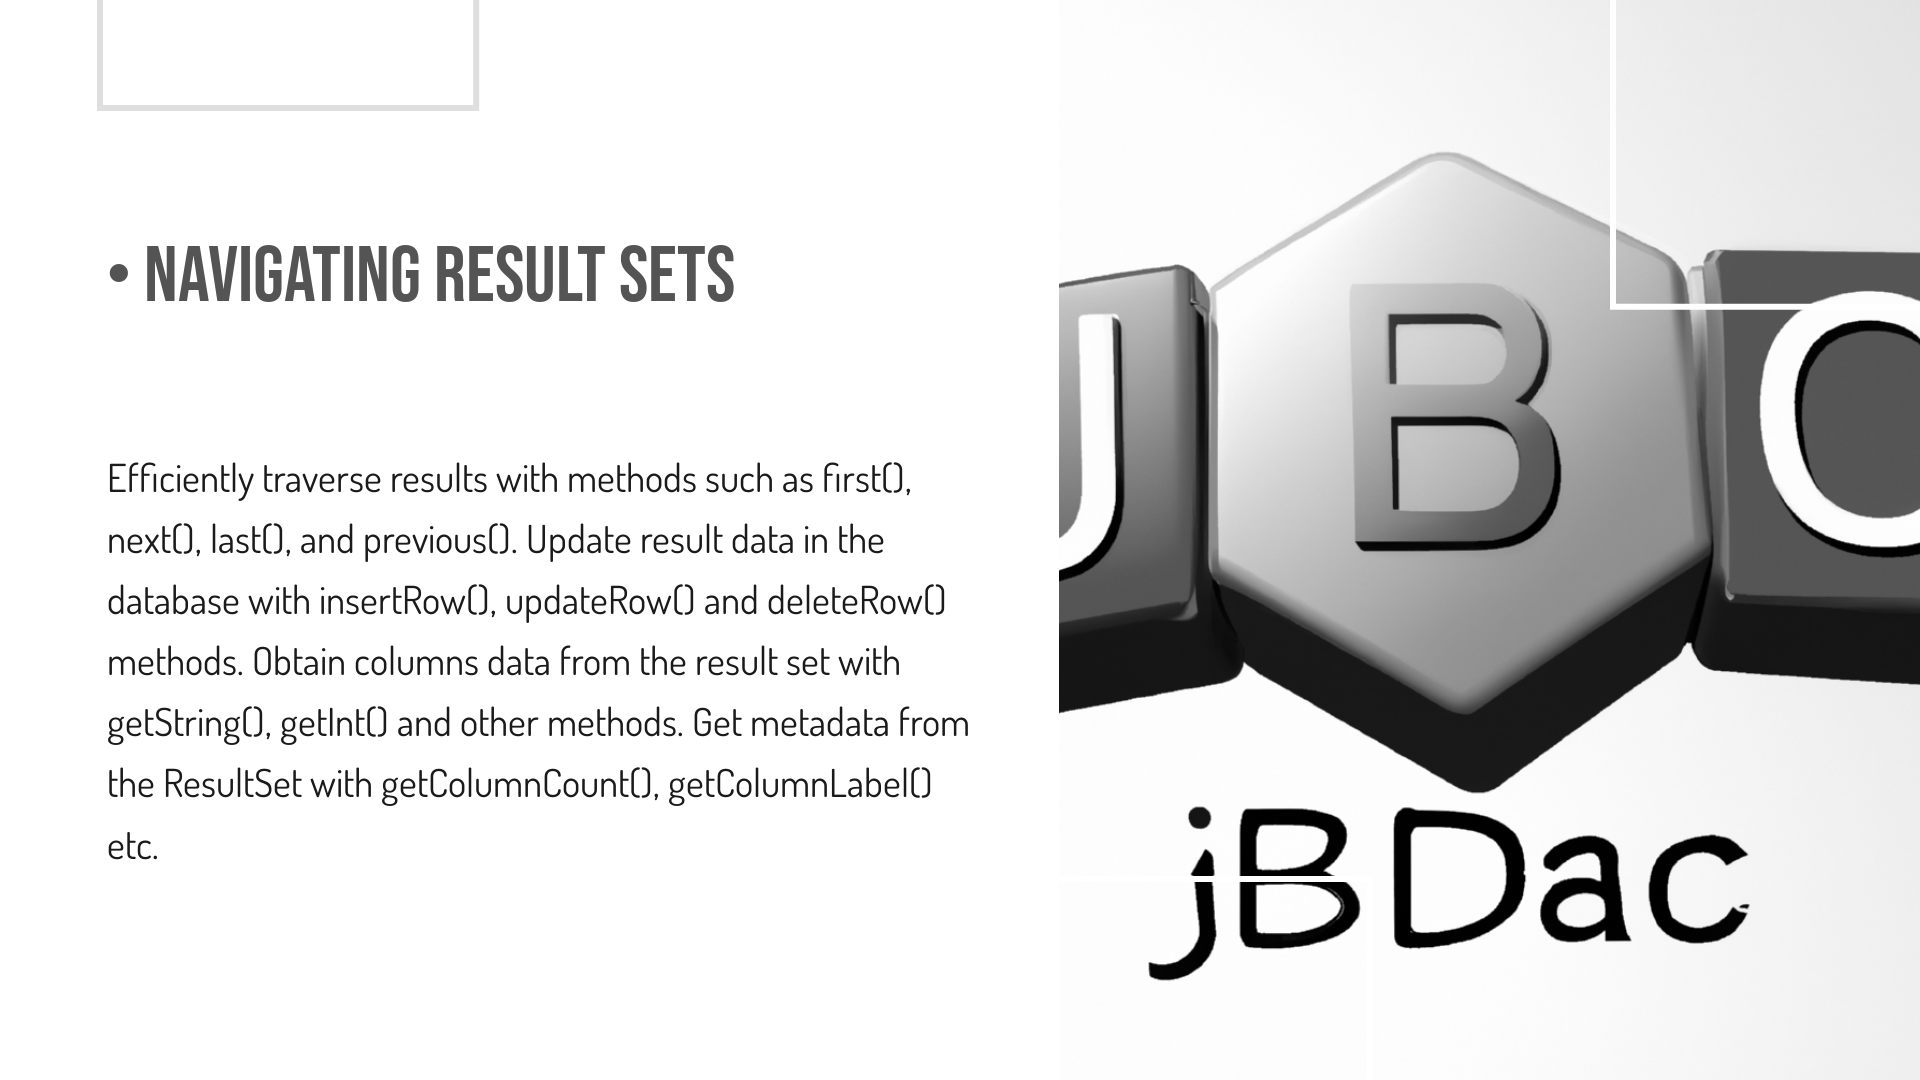 • NAVIGATING RESULT SETS
Efficiently traverse results with methods such as first(),
next(), last(), and previous(). Update result data in the
database with insertRow(), updateRow() and deleteRow()
methods. Obtain columns data from the result set with
getString(), getInt() and other methods. Get metadata from
the ResultSet with getColumnCount(), getColumnLabel()
etc.
J B C
jBDac